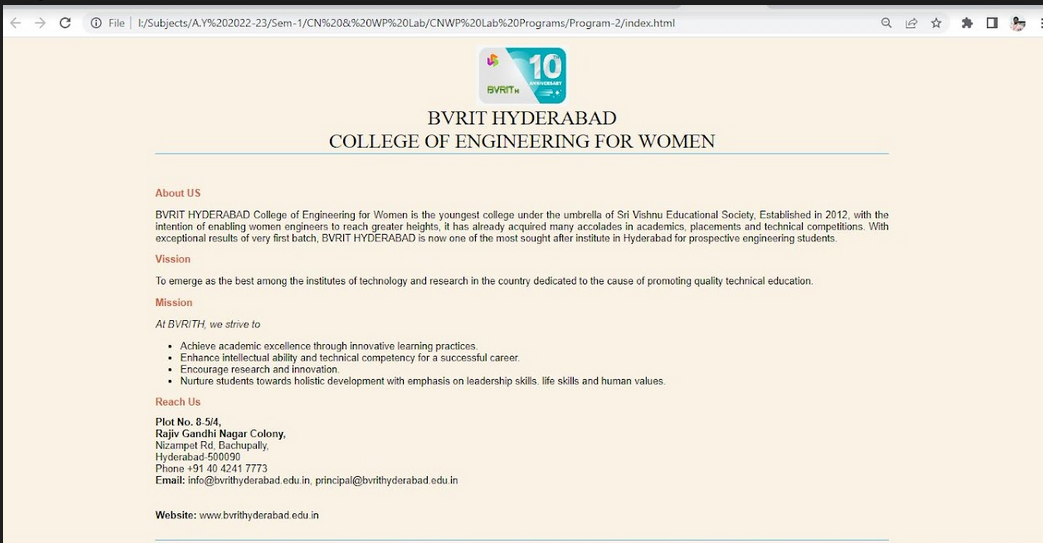 File | I:/Subjects/A.Y%202022-23/Sem-1/CN%20&%20WP%20Lab/CNWP%20Lab%20Programs/Program-2/index.html
10TH
ANNIVERSARY
BVRIT H
BVRIT HYDERABAD
COLLEGE OF ENGINEERING FOR WOMEN
About US
BVRIT HYDERABAD College of Engineering for Women is the youngest college under the umbrella of Sri Vishnu Educational Society, Established in 2012, with the
intention of enabling women engineers to reach greater heights, it has already acquired many accolades in academics, placements and technical competitions. With
exceptional results of very first batch, BVRIT HYDERABAD is now one of the most sought after institute in Hyderabad for prospective engineering students.
Vission
To emerge as the best among the institutes of technology and research in the country dedicated to the cause of promoting quality technical education.
Mission
At BVRITH, we strive to
• Achieve academic excellence through innovative learning practices.
• Enhance intellectual ability and technical competency for a successful career.
• Encourage research and innovation.
• Nurture students towards holistic development with emphasis on leadership skills. life skills and human values.
Reach Us
Plot No. 8-5/4,
Rajiv Gandhi Nagar Colony,
Nizampet Rd, Bachupally,
Hyderabad-500090
Phone +91 40 4241 7773
Email: info@bvrithyderabad.edu.in, principal@bvrithyderabad.edu.in
Website: www.bvrithyderabad.edu.in